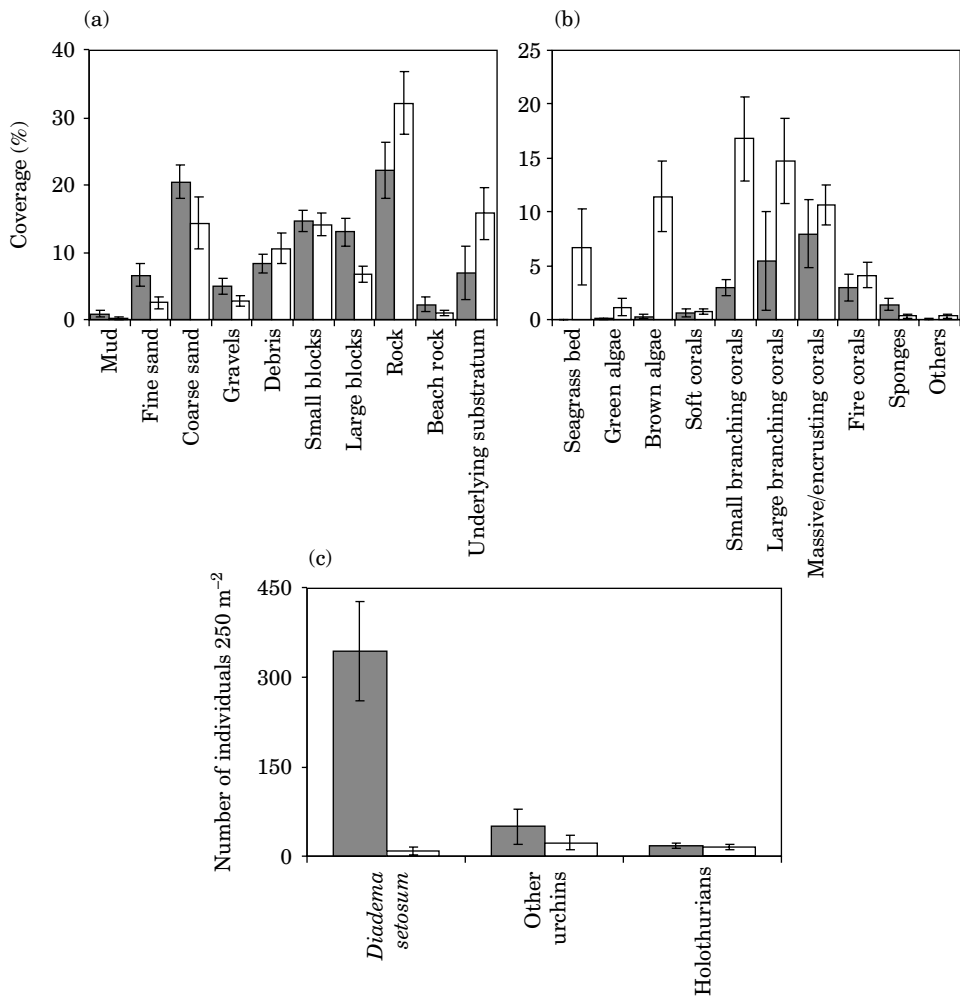 (a)
(b)
Coverage (%)
40
30
20
10
0
Mud
Fine sand
Coarse sand
Gravels
Debris
Small blocks
Large blocks
Rock
Beach rock
Underlying substratum
25
20
15
10
5
0
Seagrass bed
Green algae
Brown algae
Soft corals
Small branching corals
Large branching corals
Massive/encrusting corals
Fire corals
Sponges
Others
(c)
Number of individuals 250 m⁻²
450
300
150
0
Diadema
setosum
Other
urchins
Holothurians